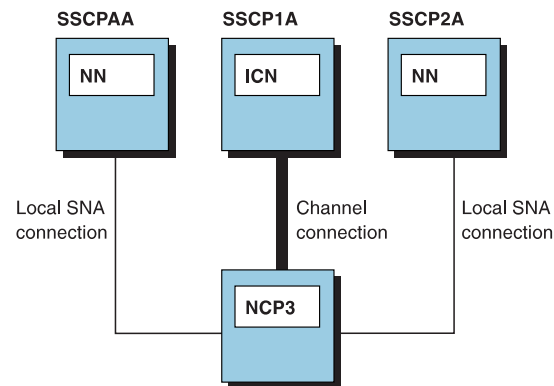 SSCPAA
SSCP1A
SSCP2A
NN
ICN
NN
Local SNA
connection
Channel
connection
Local SNA
connection
NCP3